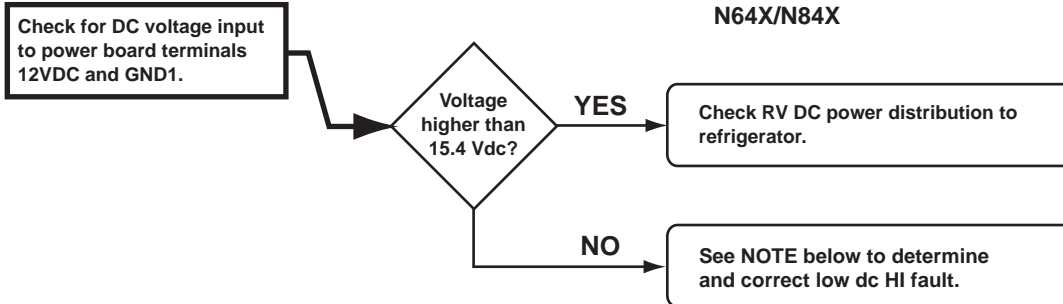 N64X/N84X
Check for DC voltage input
to power board terminals
12VDC and GND1.
Voltage
higher than
15.4 Vdc?
YES
Check RV DC power distribution to
refrigerator.
NO
See NOTE below to determine
and correct low dc HI fault.